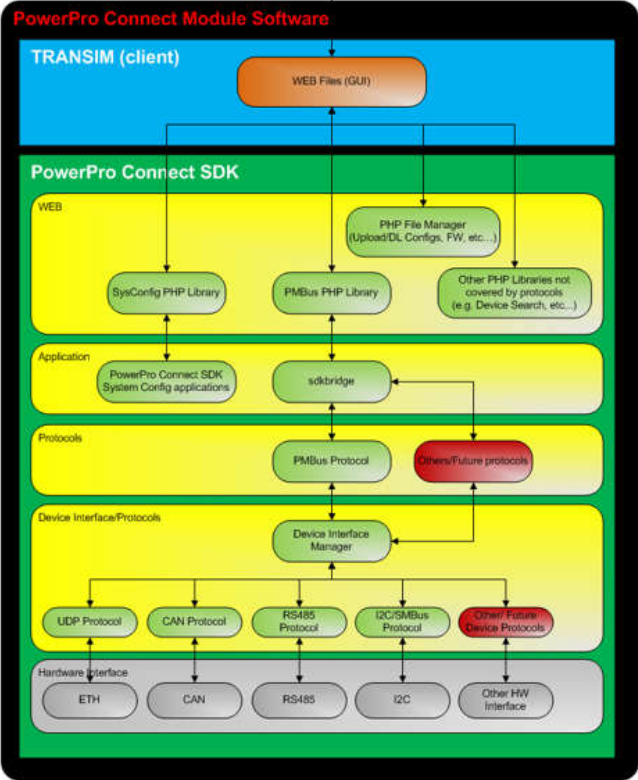 PowerPro Connect Module Software
TRANSIM (client)
WEB Files (GUI)
PowerPro Connect SDK
WEB
PHP File Manager
(Upload/DL Configs, FW, etc...)
SysConfig PHP Library
PMBus PHP Library
Other PHP Libraries not
covered by protocols
(e.g. Device Search, etc...)
Application
PowerPro Connect SDK
System Config applications
sdkbridge
Protocols
PMBus Protocol
Others/Future protocols
Device Interface/Protocols
Device Interface
Manager
UDP Protocol
CAN Protocol
RS485
Protocol
I2C/SMBus
Protocol
Other/ Future
Device Protocols
Hardware Interface
ETH
CAN
RS485
I2C
Other HW
Interface